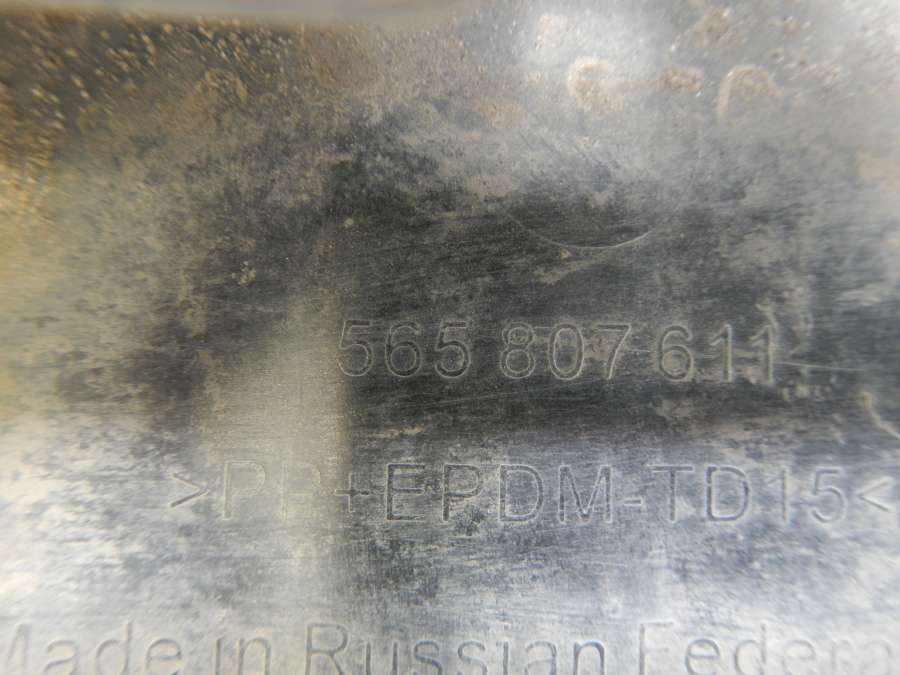 565 807 611
>PP+EPDM-TD15<
Made in Russian Federa